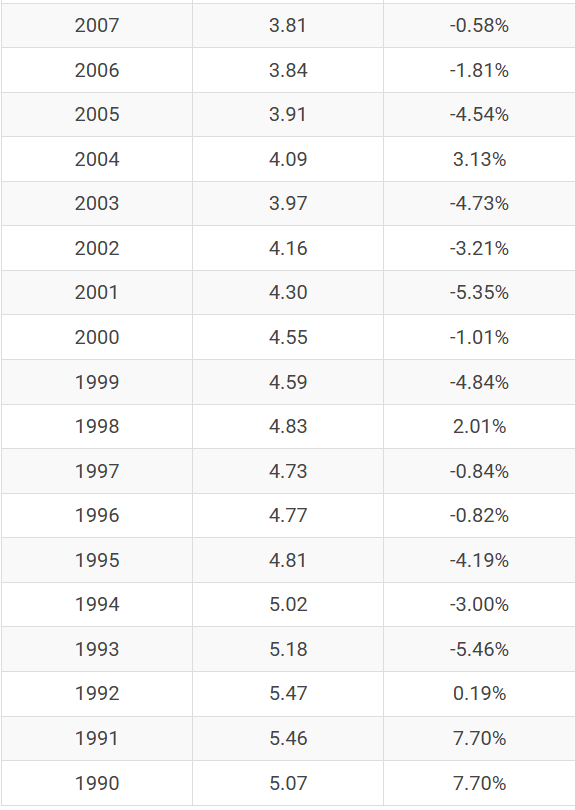 2007 3.81 -0.58%
2006 3.84 -1.81%
2005 3.91 -4.54%
2004 4.09 3.13%
2003 3.97 -4.73%
2002 4.16 -3.21%
2001 4.30 -5.35%
2000 4.55 -1.01%
1999 4.59 -4.84%
1998 4.83 2.01%
1997 4.73 -0.84%
1996 4.77 -0.82%
1995 4.81 -4.19%
1994 5.02 -3.00%
1993 5.18 -5.46%
1992 5.47 0.19%
1991 5.46 7.70%
1990 5.07 7.70%